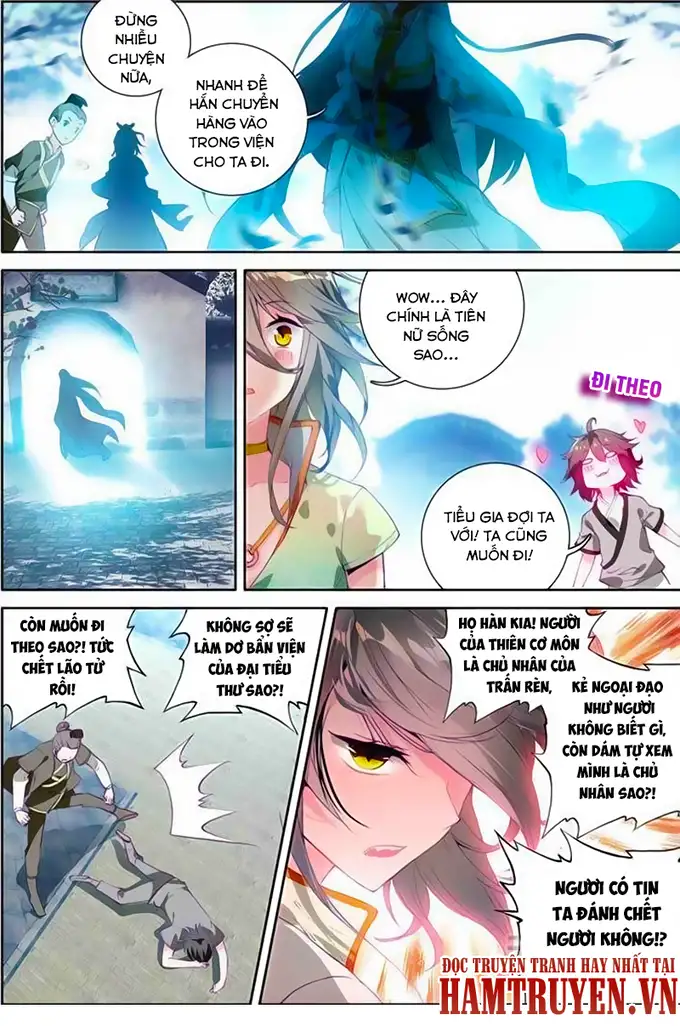 ĐỪNG
NHIỀU
CHUYỆN
NỮA,
NHANH ĐỂ
HẮN CHUYỂN
HÀNG VÀO
TRONG VIỆN
CHO TA ĐI.
WOW... ĐÂY
CHÍNH LÀ TIÊN
NỮ SỐNG
SAO...
ĐI THEO
TIỂU GIA ĐỢI TA
VỚI! TA CŨNG
MUỐN ĐI!
CÒN MUỐN ĐI
THEO SAO?! TỨC
CHẾT LÃO TỬ
RỒI!
KHÔNG SỢ SẼ
LÀM DƠ BẨN VIỆN
CỦA ĐẠI TIỂU
THƯ SAO?!
HỌ HÀN KIA! NGƯỜI
CỦA THIÊN CƠ MÔN
LÀ CHỦ NHÂN CỦA
TRẤN RÈN,
KẺ NGOẠI ĐẠO
NHƯ NGƯƠI
KHÔNG BIẾT GÌ,
CÒN DÁM TỰ XEM
MÌNH LÀ CHỦ
NHÂN SAO?!
NGƯƠI CÓ TIN
TA ĐÁNH CHẾT
NGƯƠI KHÔNG!?
ĐỌC TRUYỆN TRANH HAY NHẤT TẠI
HAMTRUYEN.VN